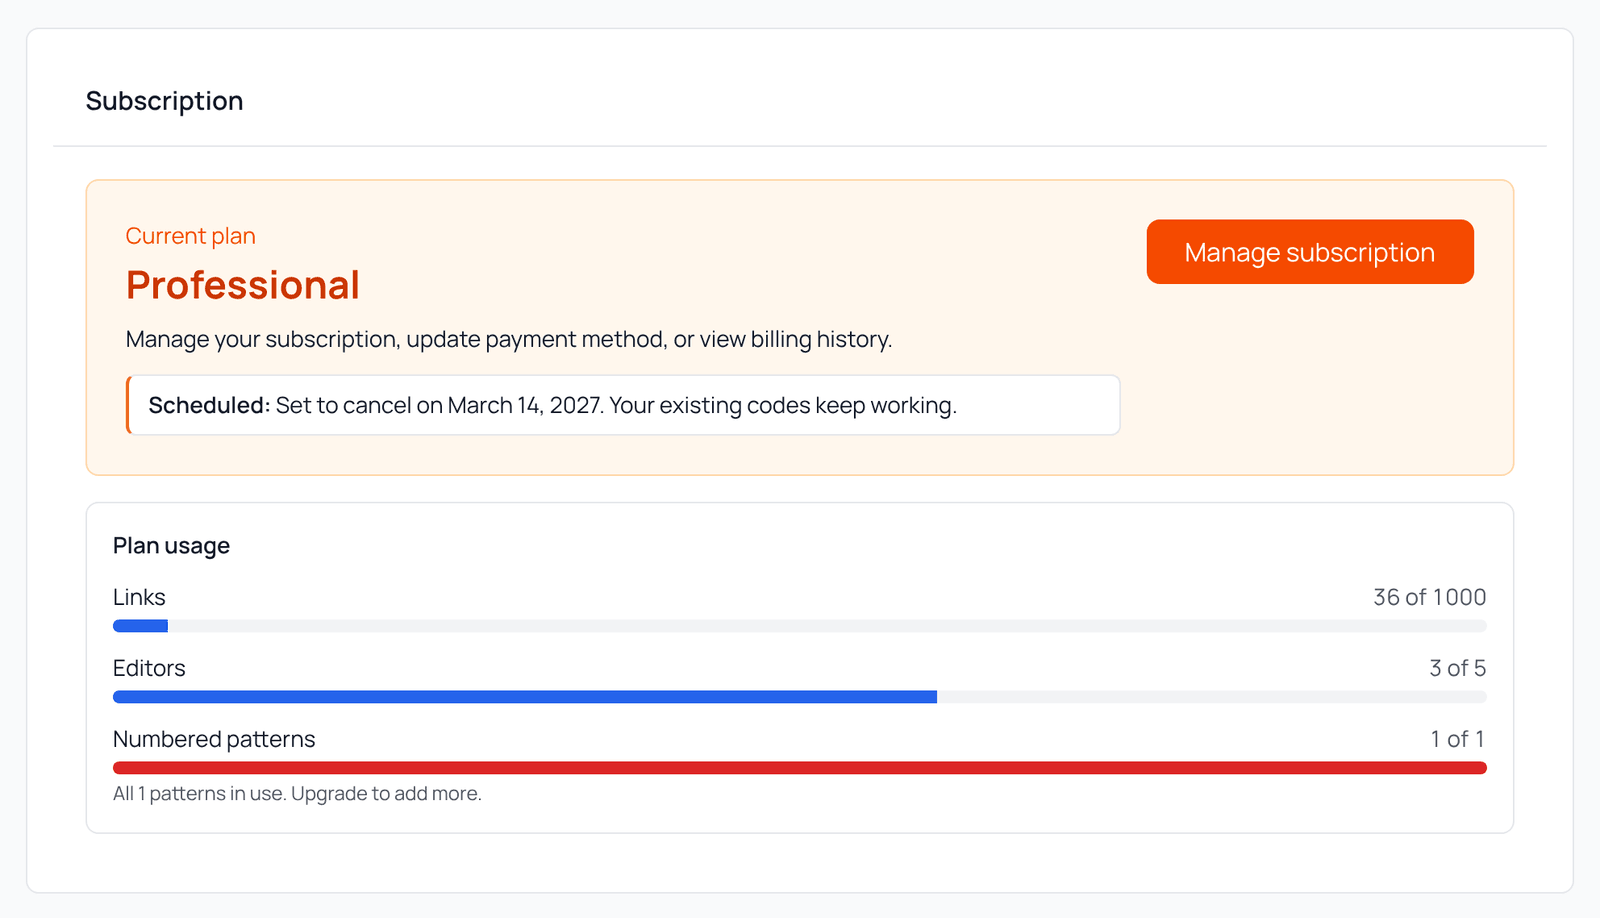 Subscription
Current plan
Professional
Manage your subscription, update payment method, or view billing history.
Manage subscription
Scheduled: Set to cancel on March 14, 2027. Your existing codes keep working.
Plan usage
Links
36 of 1000
Editors
3 of 5
Numbered patterns
1 of 1
All 1 patterns in use. Upgrade to add more.